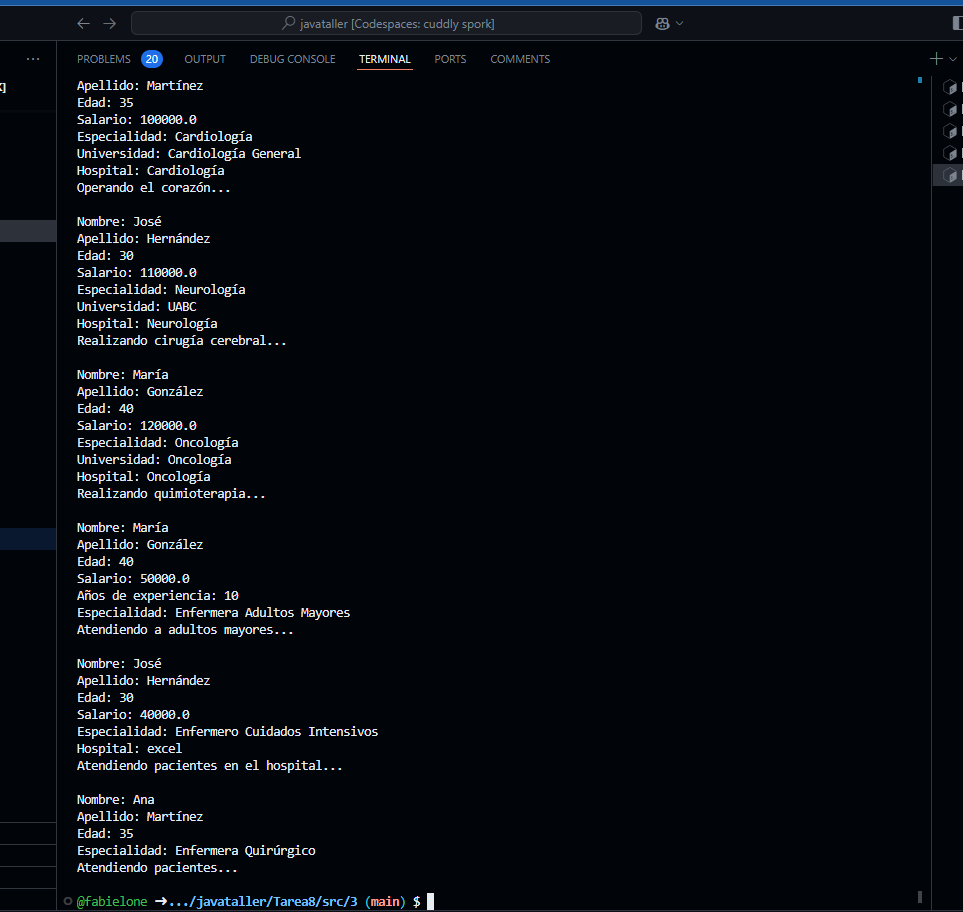 javataller [Codespaces: cuddly spork]
PROBLEMS 20 OUTPUT DEBUG CONSOLE TERMINAL PORTS COMMENTS
Apellido: Martínez
Edad: 35
Salario: 100000.0
Especialidad: Cardiología
Universidad: Cardiología General
Hospital: Cardiología
Operando el corazón...
Nombre: José
Apellido: Hernández
Edad: 30
Salario: 110000.0
Especialidad: Neurología
Universidad: UABC
Hospital: Neurología
Realizando cirugía cerebral...
Nombre: María
Apellido: González
Edad: 40
Salario: 120000.0
Especialidad: Oncología
Universidad: Oncología
Hospital: Oncología
Realizando quimioterapia...
Nombre: María
Apellido: González
Edad: 40
Salario: 50000.0
Años de experiencia: 10
Especialidad: Enfermera Adultos Mayores
Atendiendo a adultos mayores...
Nombre: José
Apellido: Hernández
Edad: 30
Salario: 40000.0
Especialidad: Enfermero Cuidados Intensivos
Hospital: excel
Atendiendo pacientes en el hospital...
Nombre: Ana
Apellido: Martínez
Edad: 35
Especialidad: Enfermera Quirúrgico
Atendiendo pacientes...
@fabielone ➜.../javataller/Tarea8/src/3 (main) $